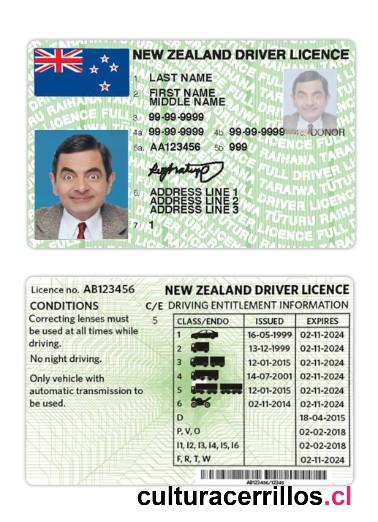 NEW ZEALAND DRIVER LICENCE
1. LAST NAME
2. FIRST NAME
MIDDLE NAME
3. 99-99-9999
4a. 99-99-9999 4b. 99-99-9999 4c. DONOR
5a. AA123456 5b. 999
6. ADDRESS LINE 1
ADDRESS LINE 2
ADDRESS LINE 3
7. 1
Licence no. AB123456 NEW ZEALAND DRIVER LICENCE
CONDITIONS C/E DRIVING ENTITLEMENT INFORMATION
Correcting lenses must 5
be used at all times while
driving.
No night driving.
Only vehicle with
automatic transmission to
be used.
CLASS/ENDO ISSUED EXPIRES
1 16-05-1999 02-11-2024
2 13-12-1999 02-11-2024
3 12-01-2015 02-11-2024
4 14-07-2001 02-11-2024
5 12-01-2015 02-11-2024
6 02-11-2014 02-11-2024
D 18-04-2015
P, V, O 02-02-2018
I1, I2, I3, I4, I5, I6 02-02-2018
F, R, T, W 02-11-2024
AB123456/12345
culturacerrillos.cl